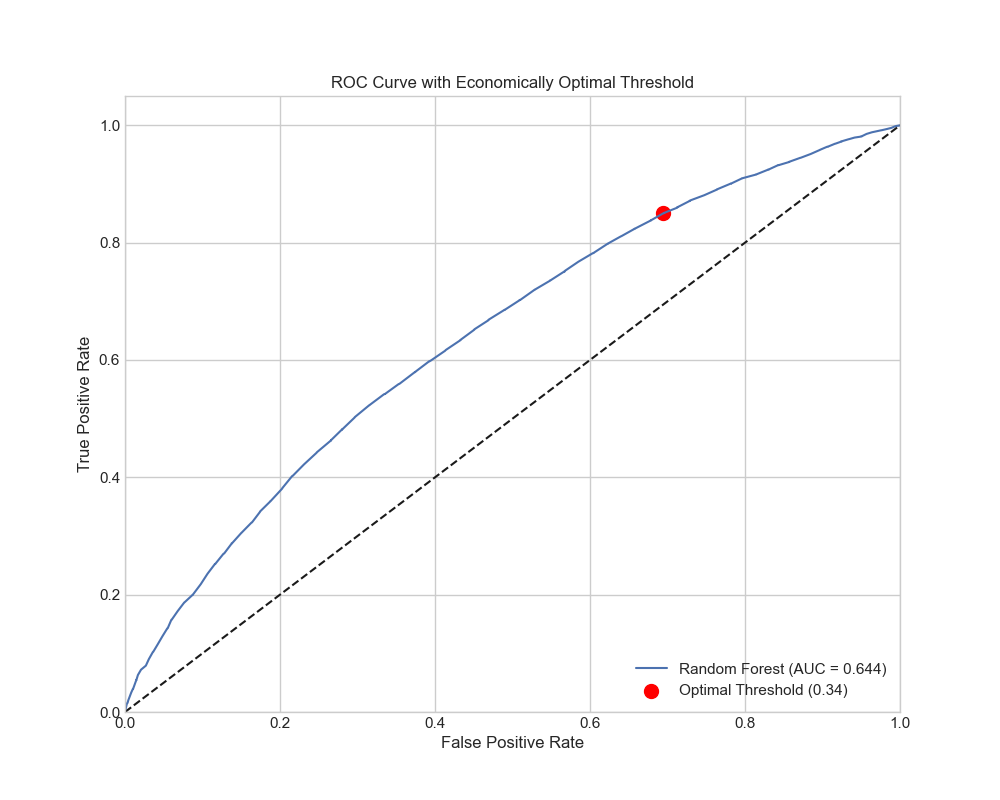 ROC Curve with Economically Optimal Threshold
True Positive Rate
1.0
0.8
0.6
0.4
0.2
0.0
0.0 0.2 0.4 0.6 0.8 1.0
False Positive Rate
Random Forest (AUC = 0.644)
Optimal Threshold (0.34)